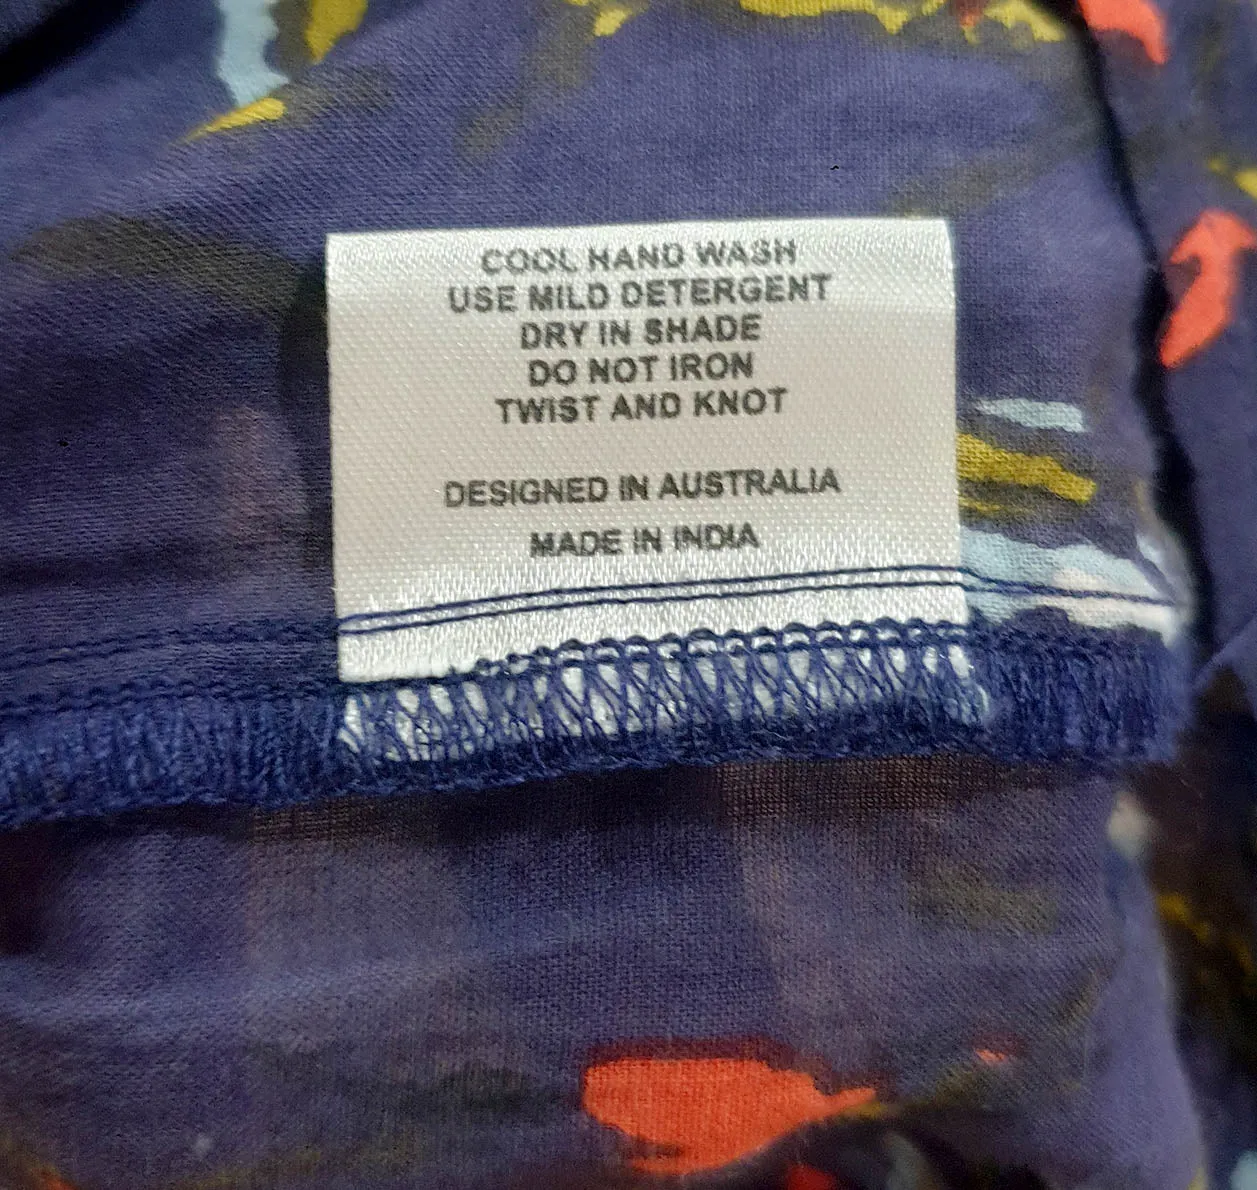 COOL HAND WASH
USE MILD DETERGENT
DRY IN SHADE
DO NOT IRON
TWIST AND KNOT
DESIGNED IN AUSTRALIA
MADE IN INDIA